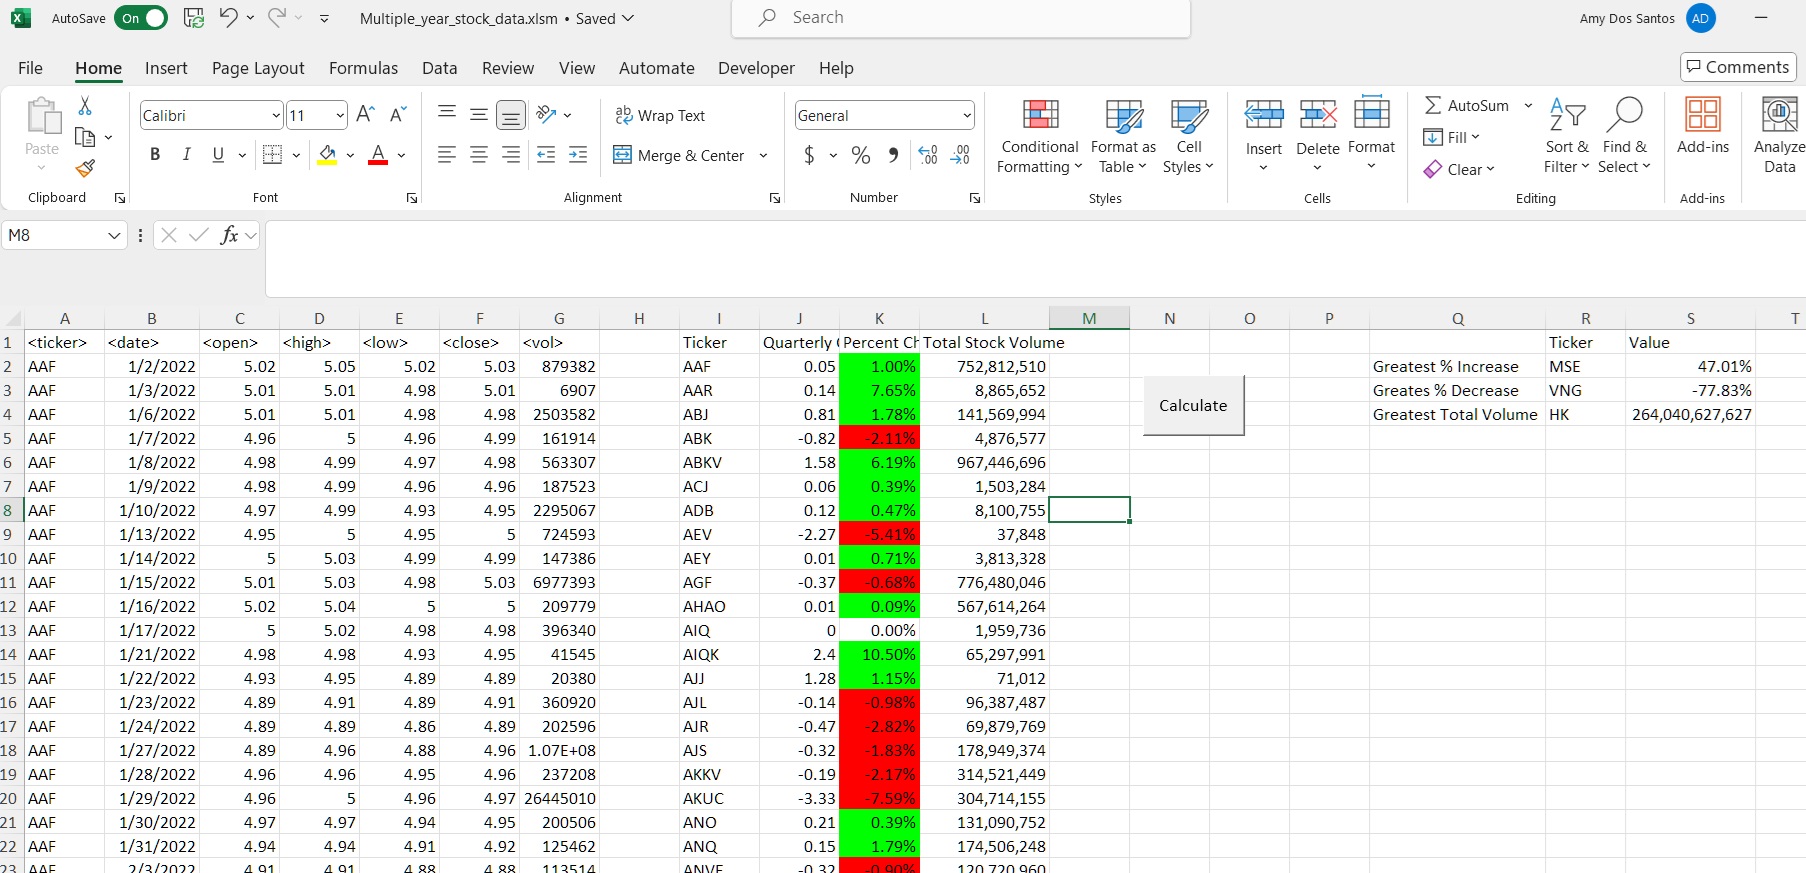 AutoSave On Multiple_year_stock_data.xlsm • Saved Search Amy Dos Santos AD
File Home Insert Page Layout Formulas Data Review View Automate Developer Help Comments
Paste Calibri 11 A^ Aˇ ab Wrap Text General Conditional Formatting Format as Table Cell Styles Insert Delete Format AutoSum Fill Clear Sort & Filter Find & Select Add-ins Analyze Data
B I U A Merge & Center $ % 9 .00 .00
Clipboard Font Alignment Number Styles Cells Editing Add-ins
M8 fx
A B C D E F G H I J K L M N O P Q R S T
1 <ticker> <date> <open> <high> <low> <close> <vol> Ticker Quarterly Percent Ch Total Stock Volume Ticker Value
2 AAF 1/2/2022 5.02 5.05 5.02 5.03 879382 AAF 0.05 1.00% 752,812,510 Greatest % Increase MSE 47.01%
3 AAF 1/3/2022 5.01 5.01 4.98 5.01 6907 AAR 0.14 7.65% 8,865,652 Greates % Decrease VNG -77.83%
4 AAF 1/6/2022 5.01 5.01 4.98 4.98 2503582 ABJ 0.81 1.78% 141,569,994 Calculate Greatest Total Volume HK 264,040,627,627
5 AAF 1/7/2022 4.96 5 4.96 4.99 161914 ABK -0.82 -2.11% 4,876,577
6 AAF 1/8/2022 4.98 4.99 4.97 4.98 563307 ABKV 1.58 6.19% 967,446,696
7 AAF 1/9/2022 4.98 4.99 4.96 4.96 187523 ACJ 0.06 0.39% 1,503,284
8 AAF 1/10/2022 4.97 4.99 4.93 4.95 2295067 ADB 0.12 0.47% 8,100,755
9 AAF 1/13/2022 4.95 5 4.95 5 724593 AEV -2.27 -5.41% 37,848
10 AAF 1/14/2022 5 5.03 4.99 4.99 147386 AEY 0.01 0.71% 3,813,328
11 AAF 1/15/2022 5.01 5.03 4.98 5.03 6977393 AGF -0.37 -0.68% 776,480,046
12 AAF 1/16/2022 5.02 5.04 5 5 209779 AHAO 0.01 0.09% 567,614,264
13 AAF 1/17/2022 5 5.02 4.98 4.98 396340 AIQ 0 0.00% 1,959,736
14 AAF 1/21/2022 4.98 4.98 4.93 4.95 41545 AIQK 2.4 10.50% 65,297,991
15 AAF 1/22/2022 4.93 4.95 4.89 4.89 20380 AJJ 1.28 1.15% 71,012
16 AAF 1/23/2022 4.89 4.91 4.89 4.91 360920 AJL -0.14 -0.98% 96,387,487
17 AAF 1/24/2022 4.89 4.89 4.86 4.89 202596 AJR -0.47 -2.82% 69,879,769
18 AAF 1/27/2022 4.89 4.96 4.88 4.96 1.07E+08 AJS -0.32 -1.83% 178,949,374
19 AAF 1/28/2022 4.96 4.96 4.95 4.96 237208 AKKV -0.19 -2.17% 314,521,449
20 AAF 1/29/2022 4.96 5 4.96 4.97 26445010 AKUC -3.33 -7.59% 304,714,155
21 AAF 1/30/2022 4.97 4.97 4.94 4.95 200506 ANO 0.21 0.39% 131,090,752
22 AAF 1/31/2022 4.94 4.94 4.91 4.92 125462 ANQ 0.15 1.79% 174,506,248
23 AAF 2/3/2022 4.91 4.91 4.88 4.88 113514 ANVE -0.32 -0.90% 120,720,960